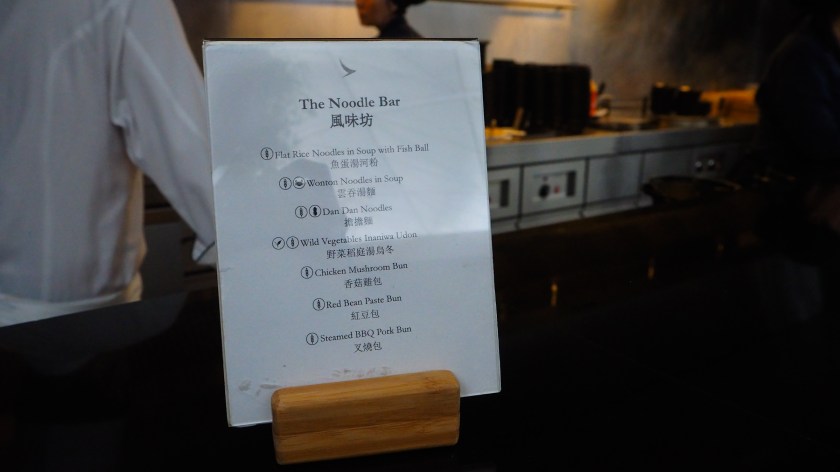 The Noodle Bar
風味坊
Flat Rice Noodles in Soup with Fish Ball
魚蛋湯河粉
Wonton Noodles in Soup
雲吞湯麵
Dan Dan Noodles
擔擔麵
Wild Vegetables Inaniwa Udon
野菜稻庭湯烏冬
Chicken Mushroom Bun
香菇雞包
Red Bean Paste Bun
紅豆包
Steamed BBQ Pork Bun
叉燒包